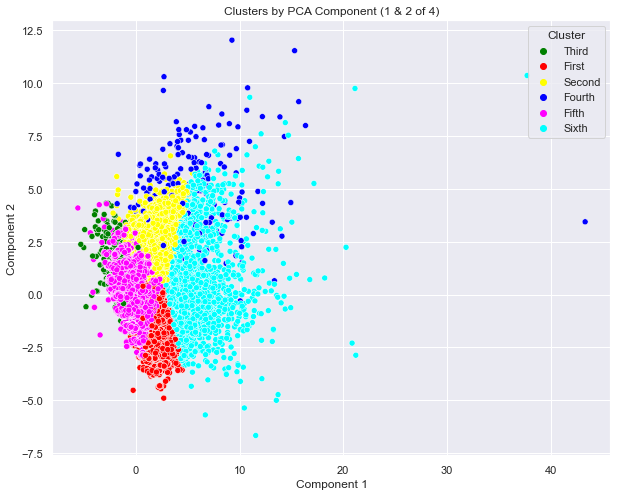 Clusters by PCA Component (1 & 2 of 4)
Cluster
Third
First
Second
Fourth
Fifth
Sixth
12.5
10.0
7.5
5.0
2.5
0.0
−2.5
−5.0
−7.5
Component 2
0
10
20
30
40
Component 1